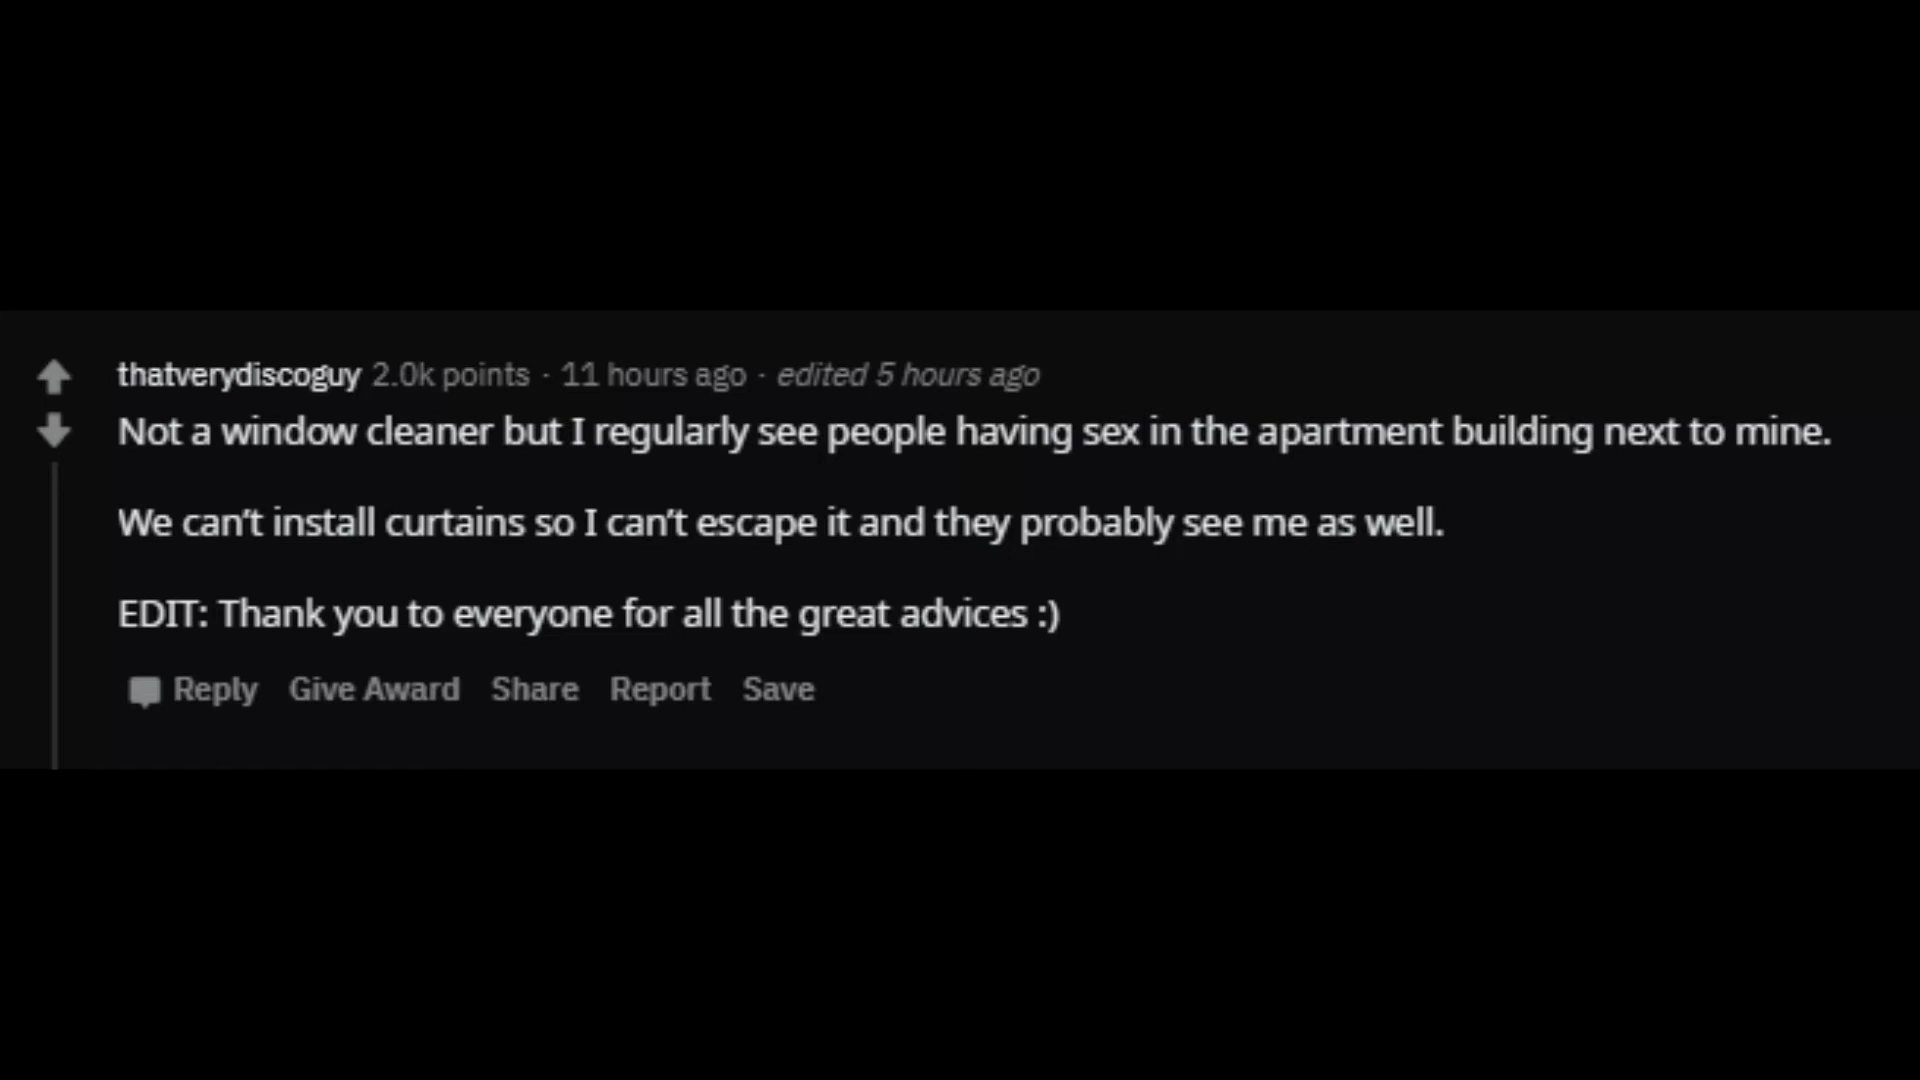 thatverydiscoguy 2.0k points · 11 hours ago · edited 5 hours ago
Not a window cleaner but I regularly see people having sex in the apartment building next to mine.
We can’t install curtains so I can’t escape it and they probably see me as well.
EDIT: Thank you to everyone for all the great advices :)
Reply Give Award Share Report Save